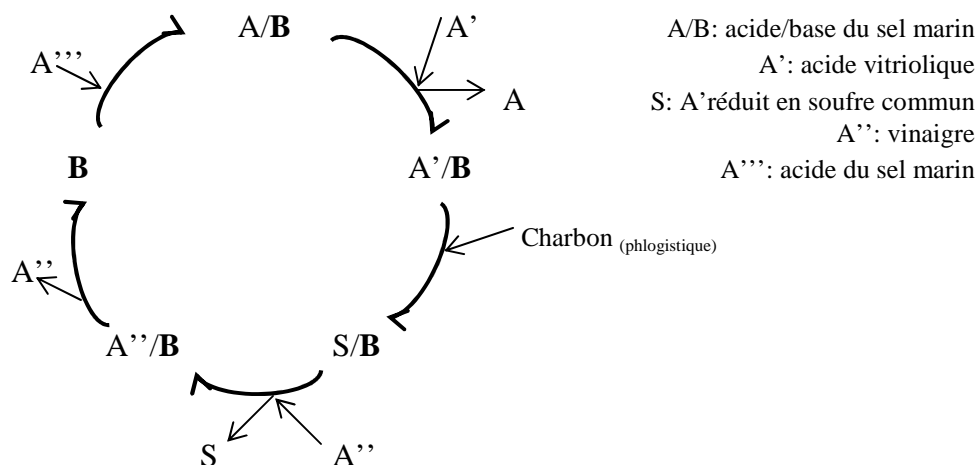 A/B
A'
A'''
A
B
A'/B
Charbon (phlogistique)
A''
A''/B
S/B
S
A''
A/B: acide/base du sel marin
A': acide vitriolique
S: A'réduit en soufre commun
A'': vinaigre
A''': acide du sel marin